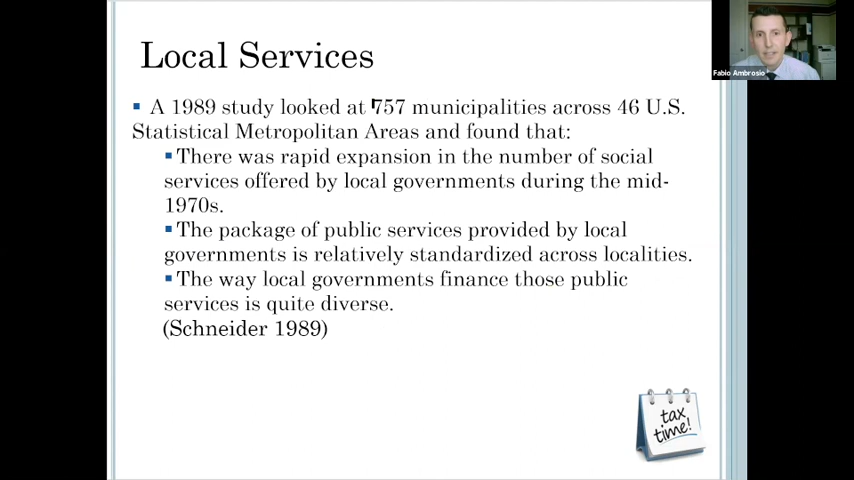 Local Services
Fabio Ambrosio
▪ A 1989 study looked at 757 municipalities across 46 U.S.
Statistical Metropolitan Areas and found that:
▪There was rapid expansion in the number of social
services offered by local governments during the mid-
1970s.
▪The package of public services provided by local
governments is relatively standardized across localities.
▪The way local governments finance those public
services is quite diverse.
(Schneider 1989)
tax
time!